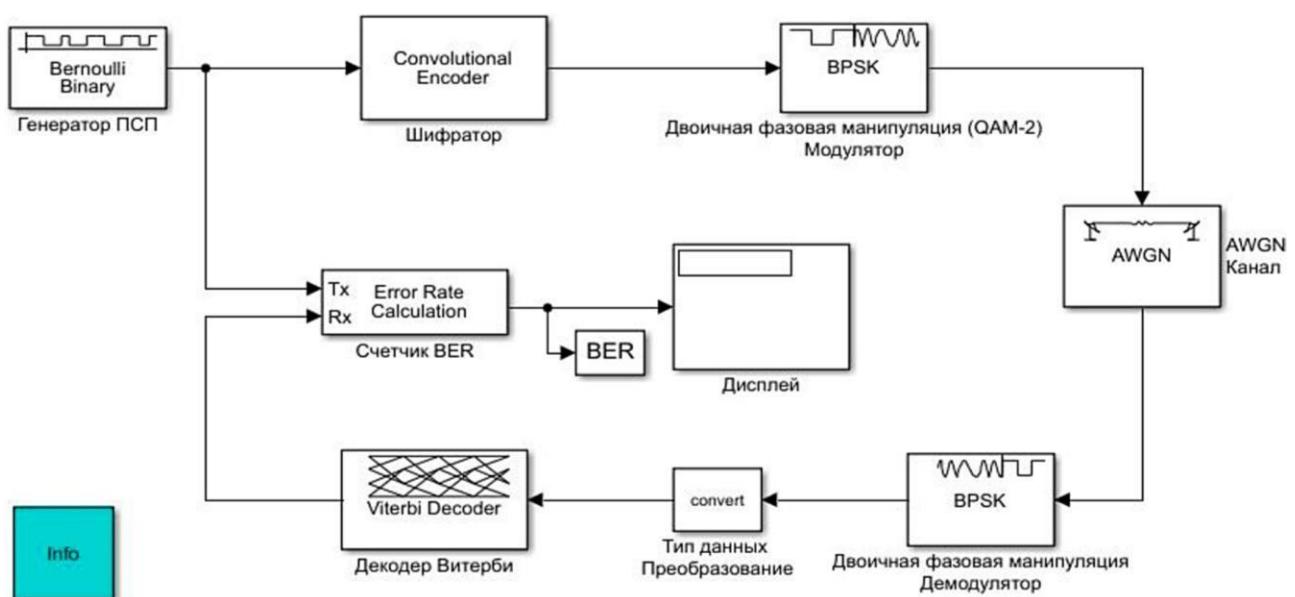 Bernoulli
Binary
Генератор ПСП
Convolutional
Encoder
Шифратор
BPSK
Двоичная фазовая манипуляция (QAM-2)
Модулятор
AWGN
AWGN
Канал
Tx
Rx
Error Rate
Calculation
Счетчик BER
BER
Дисплей
Viterbi Decoder
Декодер Витерби
convert
Тип данных
Преобразование
BPSK
Двоичная фазовая манипуляция
Демодулятор
Info